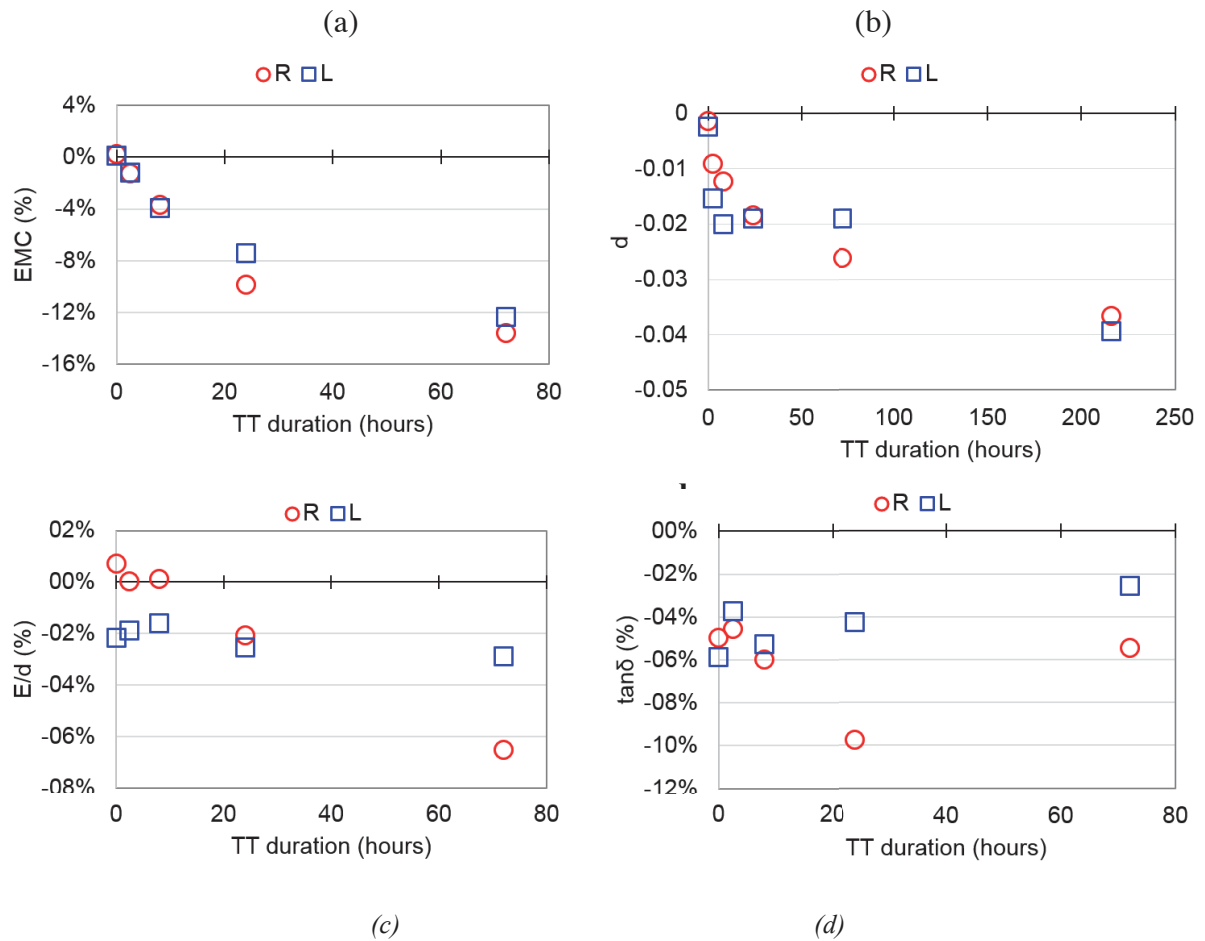 (a)
(b)
R L
4%
0%
-4%
-8%
-12%
-16%
EMC (%)
0 20 40 60 80
TT duration (hours)
R L
0
-0.01
-0.02
-0.03
-0.04
-0.05
d
0 50 100 150 200 250
TT duration (hours)
R L
02%
00%
-02%
-04%
-06%
-08%
E/d (%)
0 20 40 60 80
TT duration (hours)
R L
00%
-02%
-04%
-06%
-08%
-10%
-12%
tanδ (%)
0 20 40 60 80
TT duration (hours)
(c)
(d)